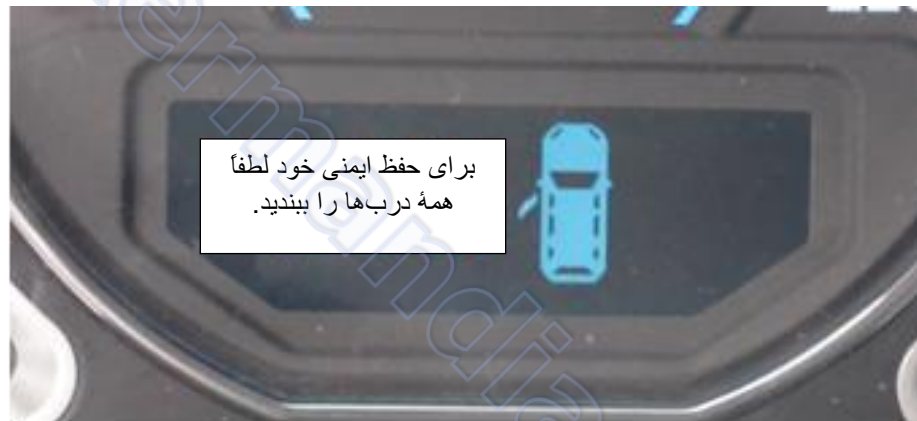 برای حفظ ایمنی خود لطفاً
همهٔ درب‌ها را ببندید.